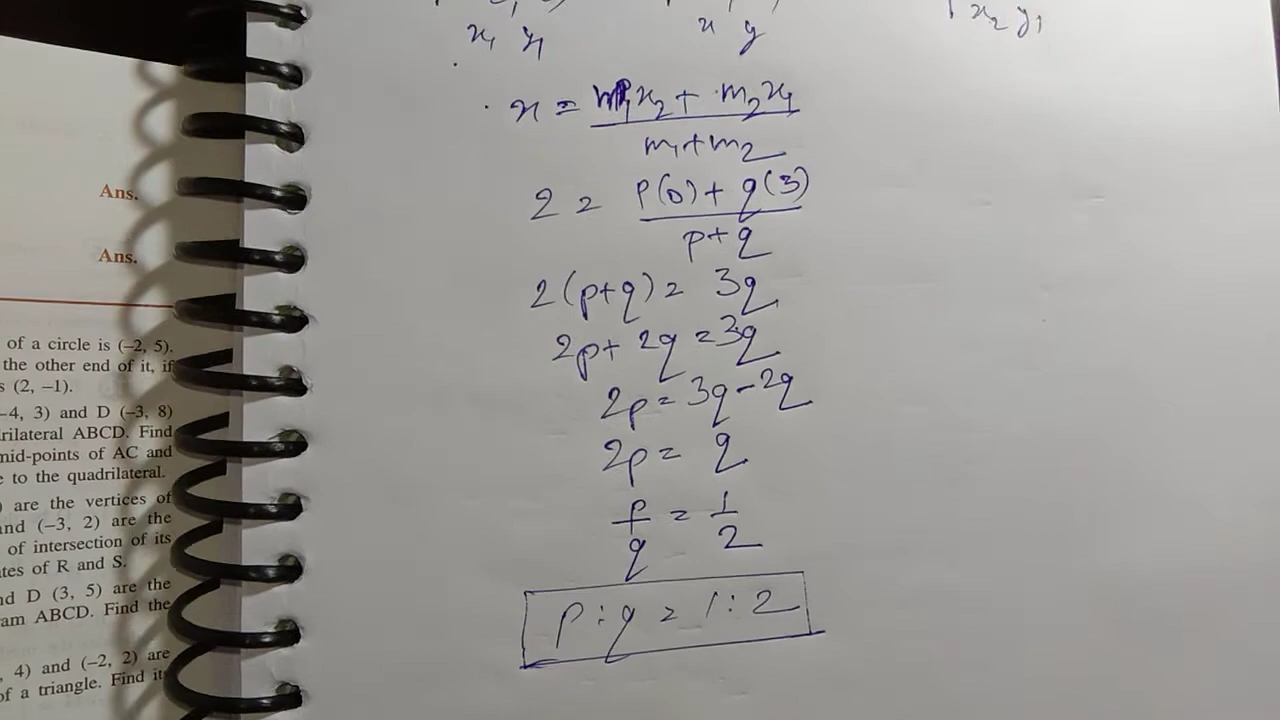 x₁ y₁ x y x₂ y₁
x = m₁x₂ + m₂x₁
m₁+m₂
2 = P(0) + q(3)
p+q
2(p+q) = 3q
2p+ 2q = 3q
2p = 3q-2q
2p = q
p = 1
q 2
p : q = 1 : 2
Ans.
Ans.
of a circle is (–2, 5).
the other end of it, if
s (2, –1).
–4, 3) and D (–3, 8)
rilateral ABCD. Find
mid-points of AC and
e to the quadrilateral.
) are the vertices of
and (–3, 2) are the
of intersection of its
ates of R and S.
nd D (3, 5) are the
am ABCD. Find the
, 4) and (–2, 2) are
of a triangle. Find its